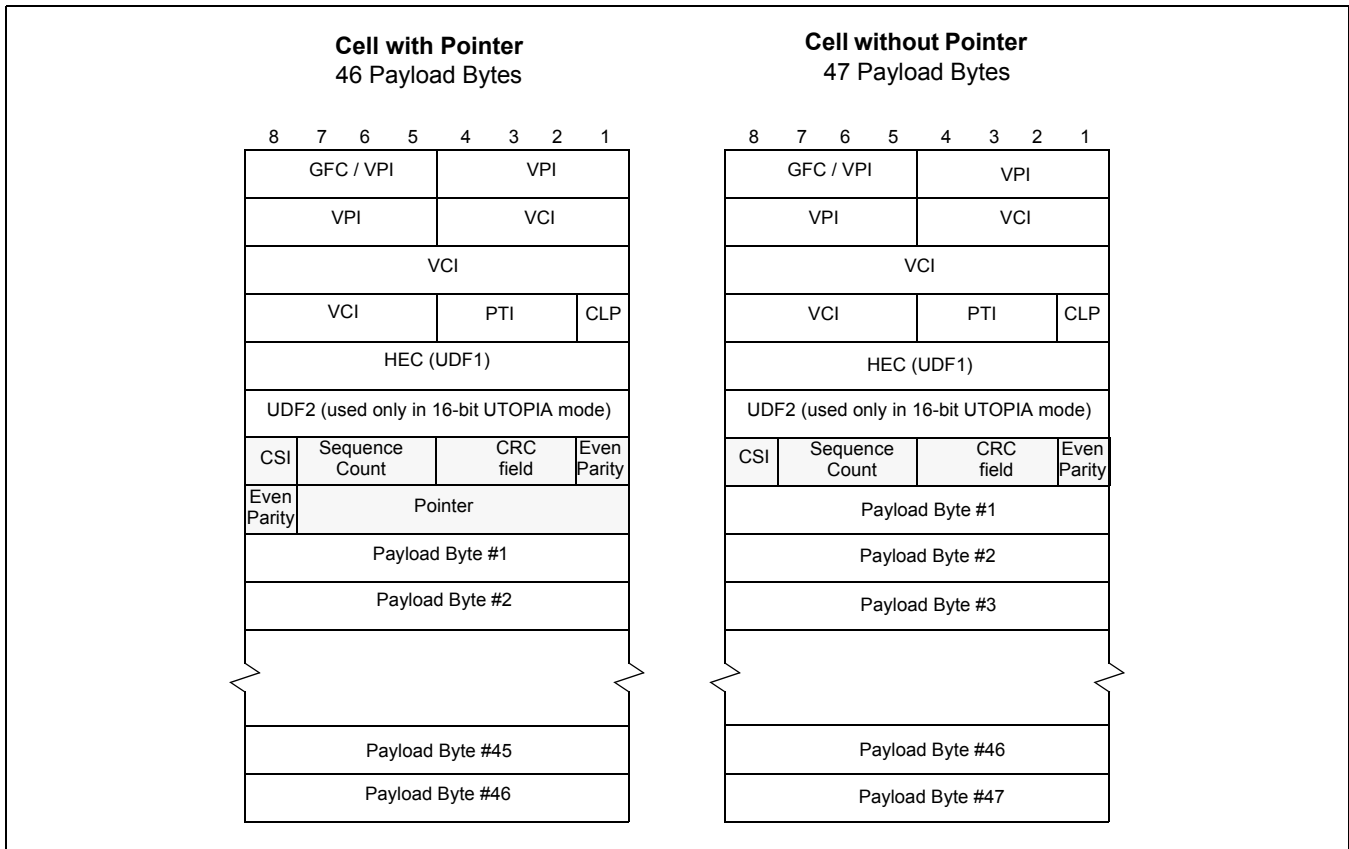 Cell with Pointer
46 Payload Bytes
8 7 6 5 4 3 2 1
GFC / VPI VPI
VPI VCI
VCI
VCI PTI CLP
HEC (UDF1)
UDF2 (used only in 16-bit UTOPIA mode)
CSI Sequence Count CRC field Even Parity
Even Parity Pointer
Payload Byte #1
Payload Byte #2
Payload Byte #45
Payload Byte #46
Cell without Pointer
47 Payload Bytes
8 7 6 5 4 3 2 1
GFC / VPI VPI
VPI VCI
VCI
VCI PTI CLP
HEC (UDF1)
UDF2 (used only in 16-bit UTOPIA mode)
CSI Sequence Count CRC field Even Parity
Payload Byte #1
Payload Byte #2
Payload Byte #3
Payload Byte #46
Payload Byte #47